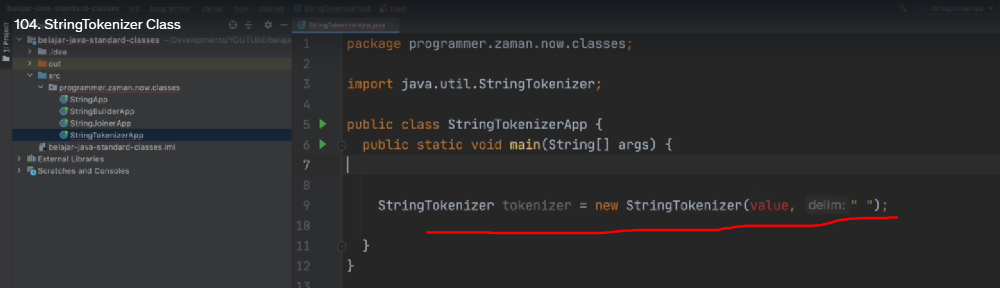 belajar-java-standard-classes src programmer zaman now classes StringTokenizerApp main StringJoinerApp
104. StringTokenizer Class
StringTokenizerApp.java
1: Project
belajar-java-standard-classes ~/Developments/YOUTUBE/belaja
.idea
out
src
programmer.zaman.now.classes
StringApp
StringBuilderApp
StringJoinerApp
StringTokenizerApp
belajar-java-standard-classes.iml
External Libraries
Scratches and Consoles
1 package programmer.zaman.now.classes;
2
3 import java.util.StringTokenizer;
4
5 public class StringTokenizerApp {
6 public static void main(String[] args) {
7
8
9 StringTokenizer tokenizer = new StringTokenizer(value, delim: " ");
10
11 }
12 }
13